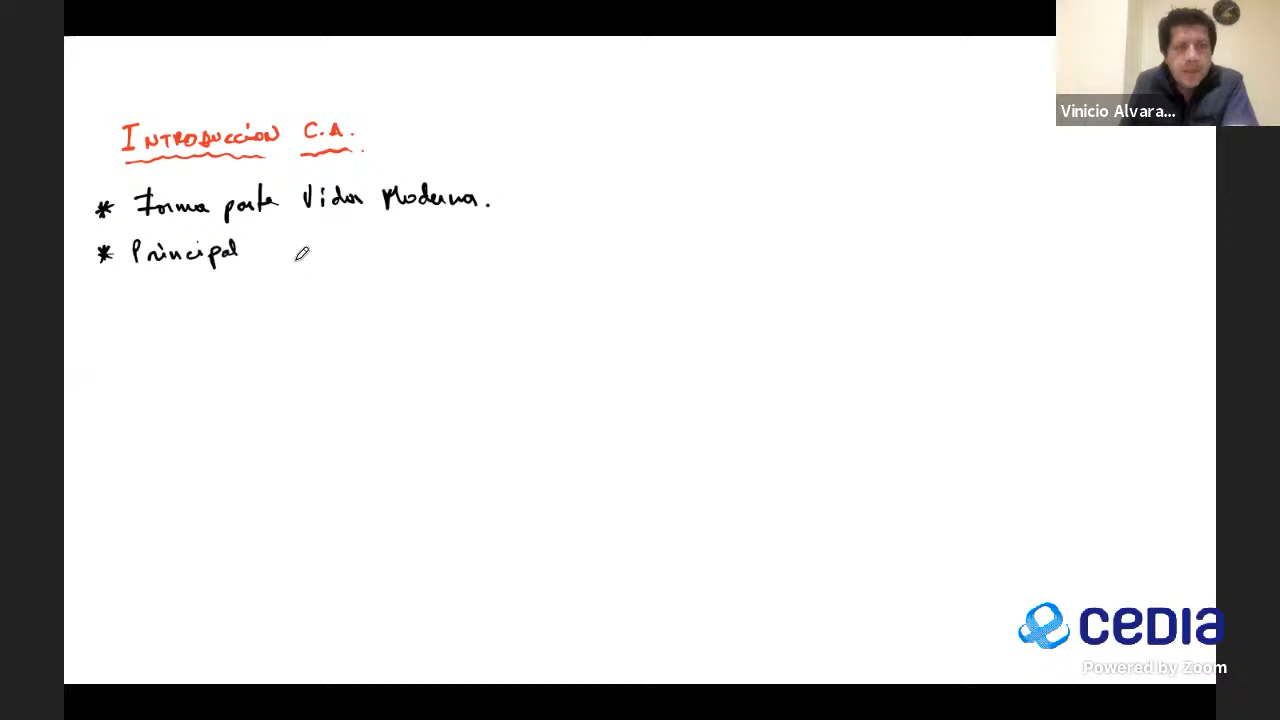 Vinicio Alvara...
INTRODUCCION C.A.
* Forma parte Vida Moderna.
* Principal
CEDIA
Powered by Zoom